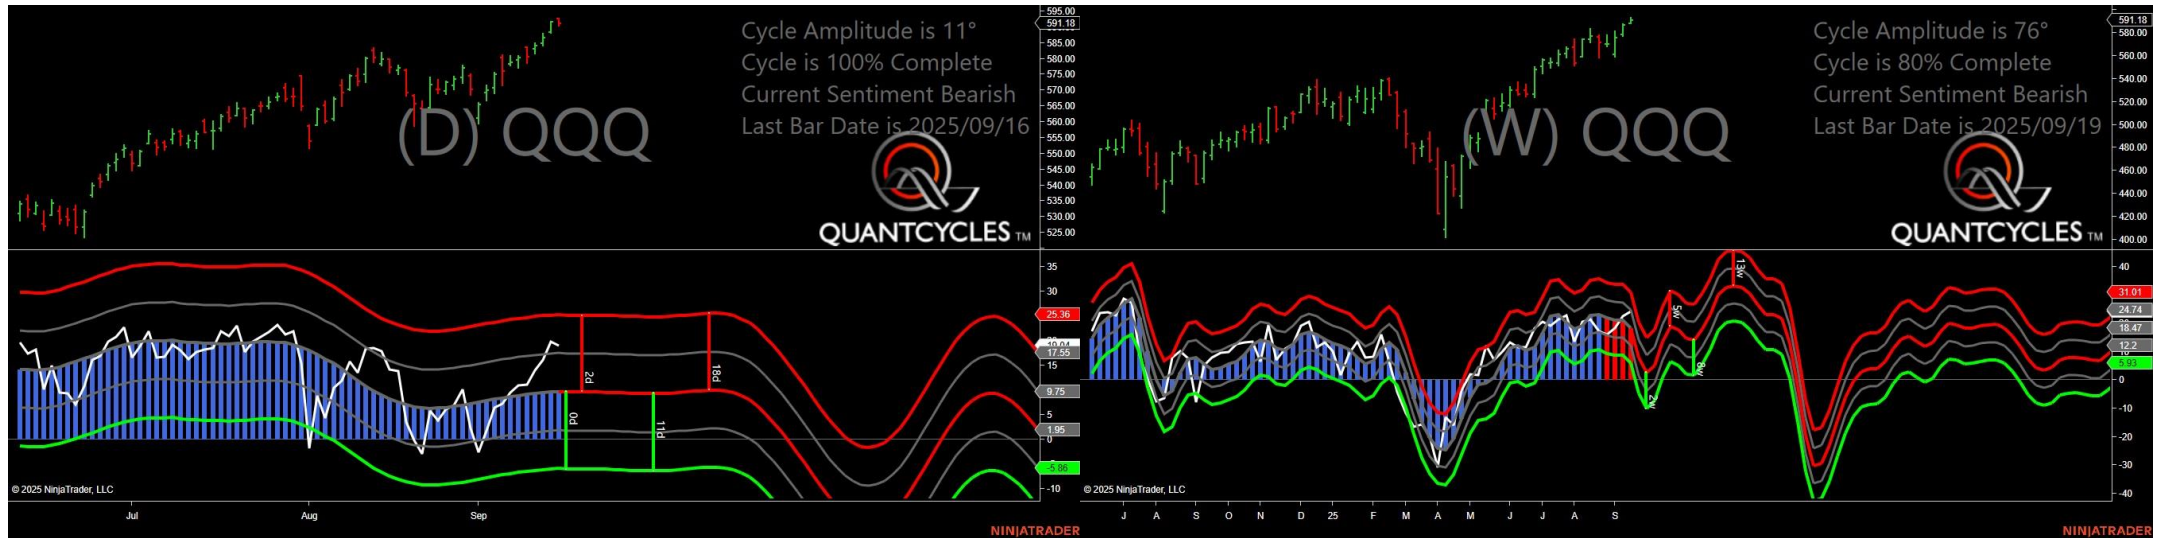 Cycle Amplitude is 11°
Cycle is 100% Complete
Current Sentiment Bearish
Last Bar Date is 2025/09/16
(D) QQQ
QUANTCYCLES TM
595.00
591.18
585.00
580.00
575.00
570.00
565.00
560.00
555.00
550.00
545.00
540.00
535.00
530.00
525.00
35
30
25.36
17.55
15
9.75
5
1.95
0
-5.86
-10
2d
18d
0d
11d
© 2025 NinjaTrader, LLC
Jul
Aug
Sep
NINJATRADER
Cycle Amplitude is 76°
Cycle is 80% Complete
Current Sentiment Bearish
Last Bar Date is 2025/09/19
(W) QQQ
QUANTCYCLES TM
591.18
580.00
560.00
540.00
520.00
500.00
480.00
460.00
440.00
420.00
400.00
40
31.01
24.74
18.47
12.2
5.93
0
-10
-20
-30
-40
13w
5w
2w
© 2025 NinjaTrader, LLC
J A S O N D 25 F M A M J J A S
NINJATRADER